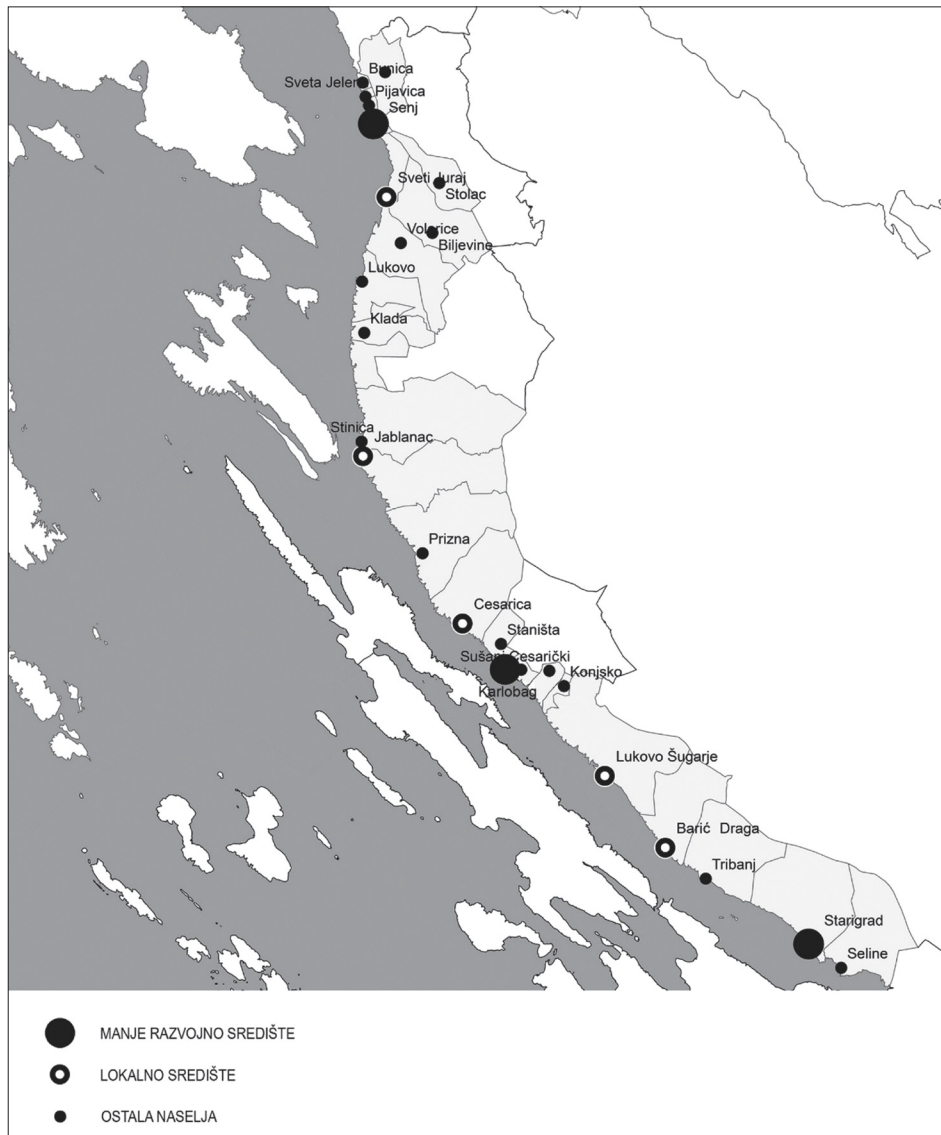 Bunica
Sveta Jelena
Pijavica
Senj
Sveti Juraj
Stolac
Volarice
Biljevine
Lukovo
Klada
Stinica
Jablanac
Prizna
Cesarica
Staništa
Sušanj Cesarički
Konjsko
Karlobag
Lukovo Šugarje
Barić Draga
Tribanj
Starigrad
Seline
MANJE RAZVOJNO SREDIŠTE
LOKALNO SREDIŠTE
OSTALA NASELJA